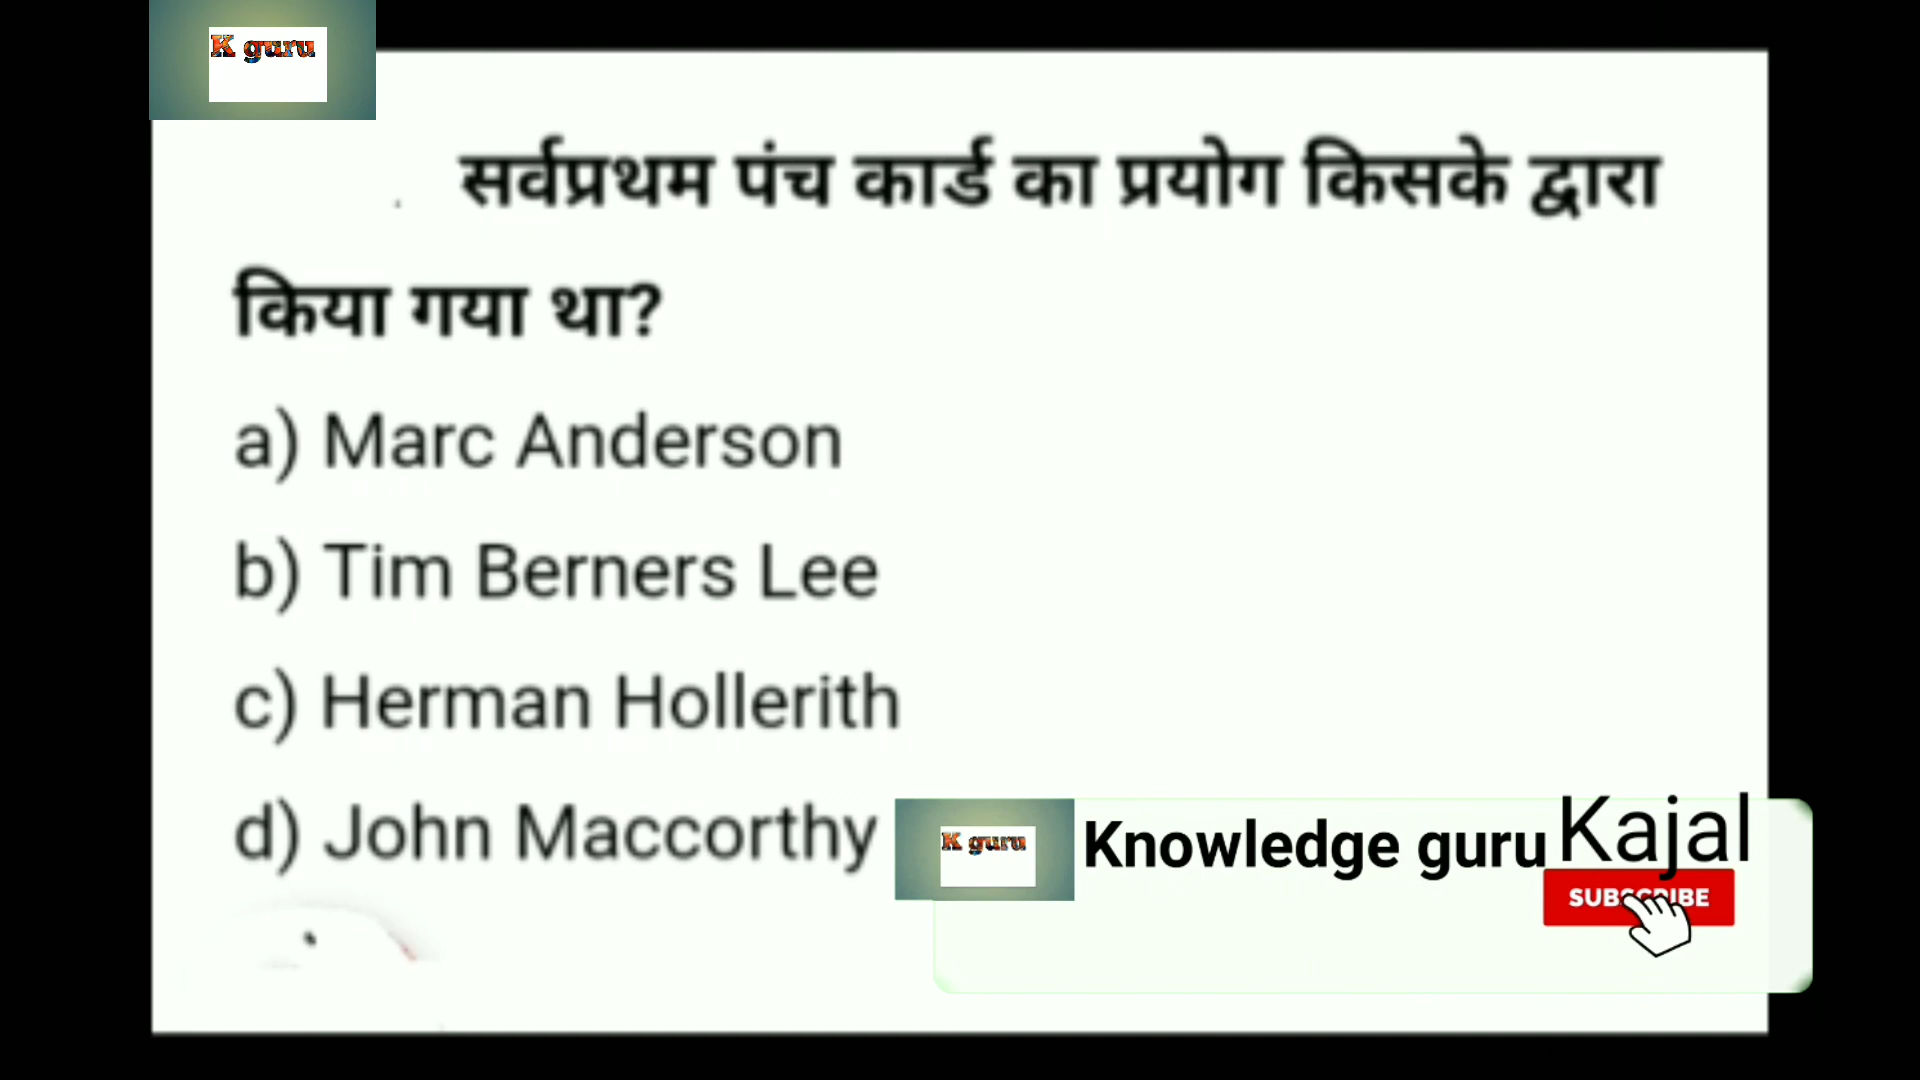 K guru
सर्वप्रथम पंच कार्ड का प्रयोग किसके द्वारा
किया गया था?
a) Marc Anderson
b) Tim Berners Lee
c) Herman Hollerith
d) John Maccorthy
K guru
Knowledge guru Kajal
SUBSCRIBE